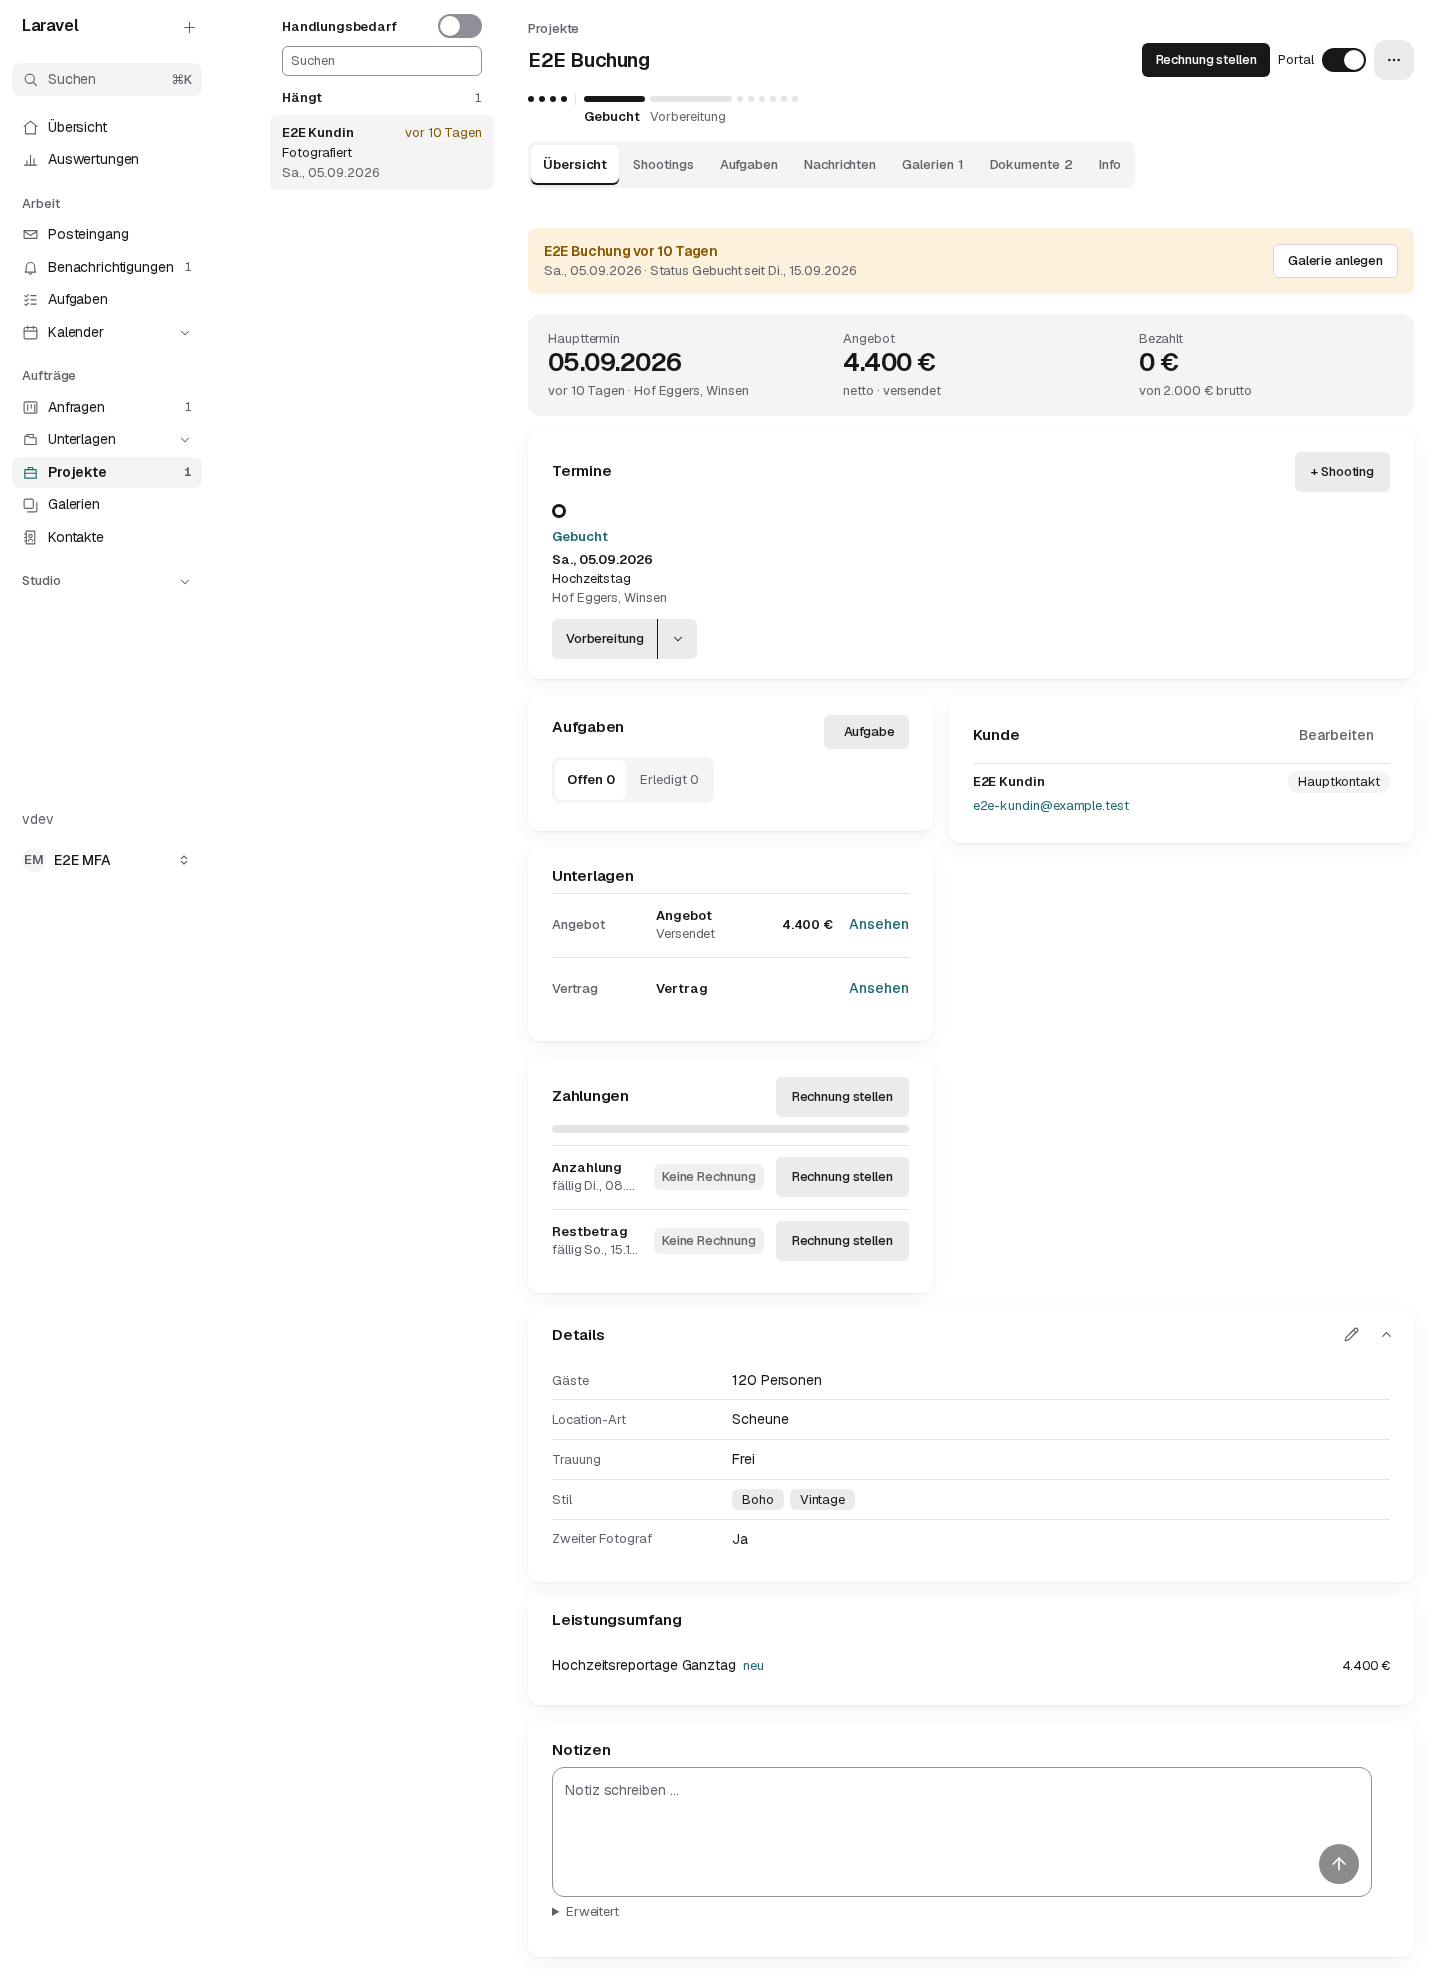 Laravel
Suchen ⌘K
Übersicht
Auswertungen
Arbeit
Posteingang
Benachrichtigungen 1
Aufgaben
Kalender
Aufträge
Anfragen 1
Unterlagen
Projekte 1
Galerien
Kontakte
Studio
vdev
EM E2E MFA
Handlungsbedarf
Suchen
Hängt 1
E2E Kundin vor 10 Tagen
Fotografiert
Sa., 05.09.2026
Projekte
E2E Buchung
Rechnung stellen Portal
Gebucht Vorbereitung
Übersicht Shootings Aufgaben Nachrichten Galerien 1 Dokumente 2 Info
E2E Buchung vor 10 Tagen
Sa., 05.09.2026 · Status Gebucht seit Di., 15.09.2026
Galerie anlegen
Haupttermin
05.09.2026
vor 10 Tagen · Hof Eggers, Winsen
Angebot
4.400 €
netto · versendet
Bezahlt
0 €
von 2.000 € brutto
Termine
+ Shooting
Gebucht
Sa., 05.09.2026
Hochzeitstag
Hof Eggers, Winsen
Vorbereitung
Aufgaben
Aufgabe
Offen 0 Erledigt 0
Kunde
Bearbeiten
E2E Kundin Hauptkontakt
e2e-kundin@example.test
Unterlagen
Angebot
Angebot
Versendet
4.400 € Ansehen
Vertrag Vertrag Ansehen
Zahlungen
Rechnung stellen
Anzahlung
fällig Di., 08....
Keine Rechnung Rechnung stellen
Restbetrag
fällig So., 15.1...
Keine Rechnung Rechnung stellen
Details
Gäste 120 Personen
Location-Art Scheune
Trauung Frei
Stil Boho Vintage
Zweiter Fotograf Ja
Leistungsumfang
Hochzeitsreportage Ganztag neu 4.400 €
Notizen
Notiz schreiben ...
Erweitert